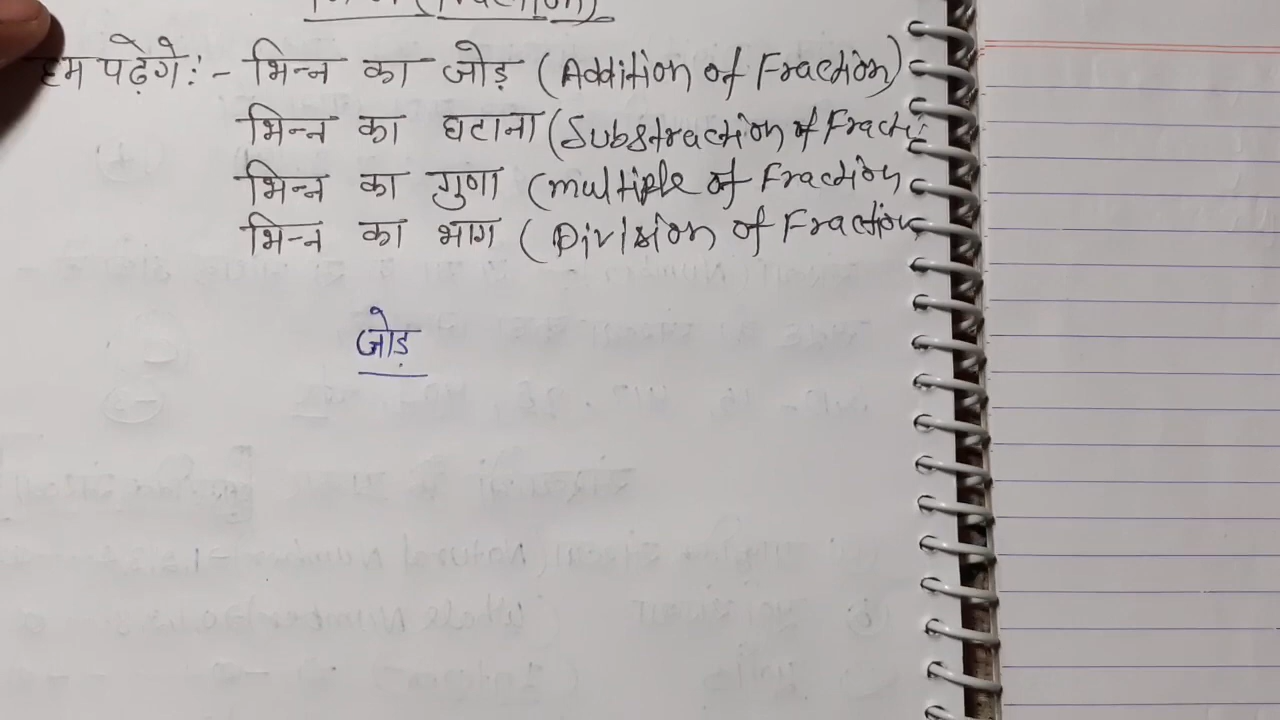 हम पढ़ेगे:- भिन्न का जोड़ (Addition of Fraction)
भिन्न का घटाना (Substraction of Fracti
भिन्न का गुणा (multiple of Fraction
भिन्न का भाग (Division of Fraction
जोड़